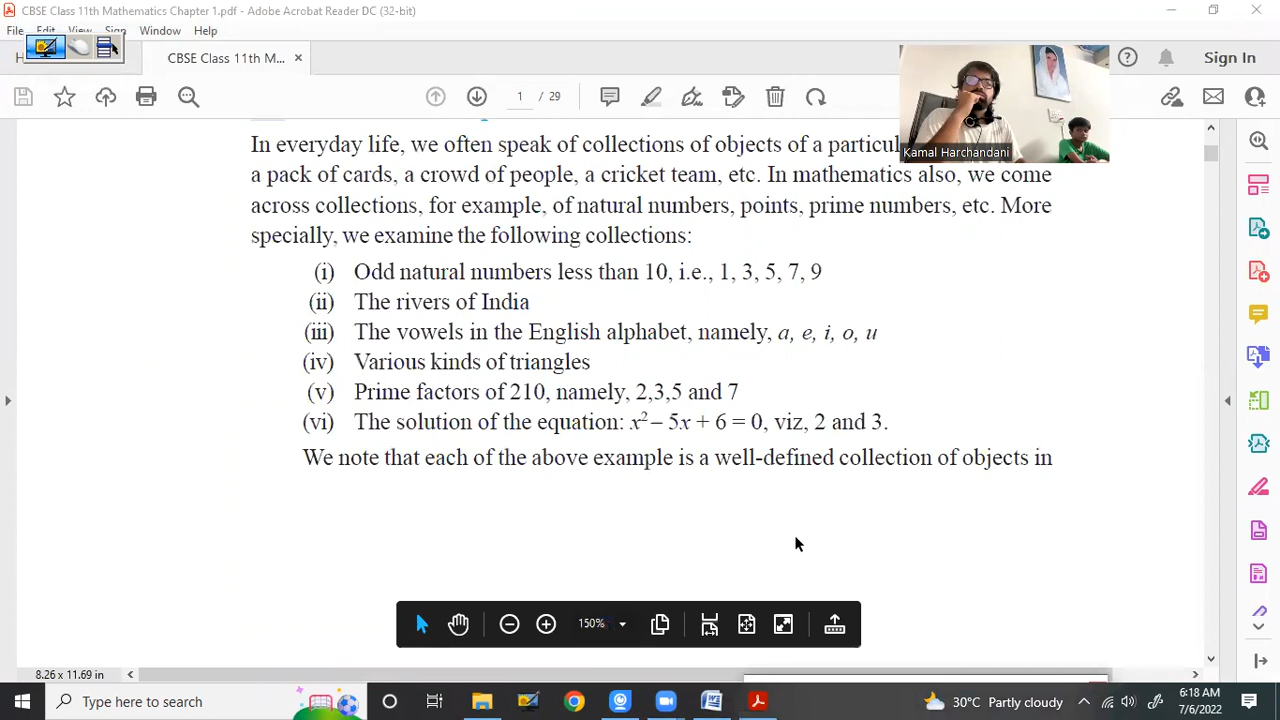 CBSE Class 11th Mathematics Chapter 1.pdf - Adobe Acrobat Reader DC (32-bit)
File Edit View Sign Window Help
CBSE Class 11th M... ×
Sign In
1 / 29
In everyday life, we often speak of collections of objects of a particul
a pack of cards, a crowd of people, a cricket team, etc. In mathematics also, we come
across collections, for example, of natural numbers, points, prime numbers, etc. More
specially, we examine the following collections:
(i) Odd natural numbers less than 10, i.e., 1, 3, 5, 7, 9
(ii) The rivers of India
(iii) The vowels in the English alphabet, namely, a, e, i, o, u
(iv) Various kinds of triangles
(v) Prime factors of 210, namely, 2,3,5 and 7
(vi) The solution of the equation: x² – 5x + 6 = 0, viz, 2 and 3.
We note that each of the above example is a well-defined collection of objects in
Kamal Harchandani
150%
8.26 x 11.69 in
Type here to search
30°C Partly cloudy
6:18 AM
7/6/2022